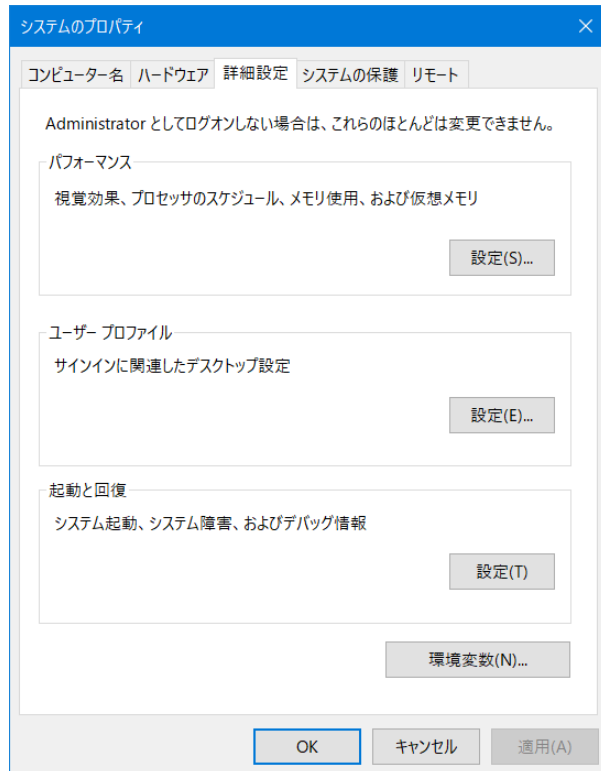 システムのプロパティ
コンピューター名 ハードウェア 詳細設定 システムの保護 リモート
Administrator としてログオンしない場合は、これらのほとんどは変更できません。
パフォーマンス
視覚効果、プロセッサのスケジュール、メモリ使用、および仮想メモリ
設定(S)...
ユーザー プロファイル
サインインに関連したデスクトップ設定
設定(E)...
起動と回復
システム起動、システム障害、およびデバッグ情報
設定(T)
環境変数(N)...
OK キャンセル 適用(A)